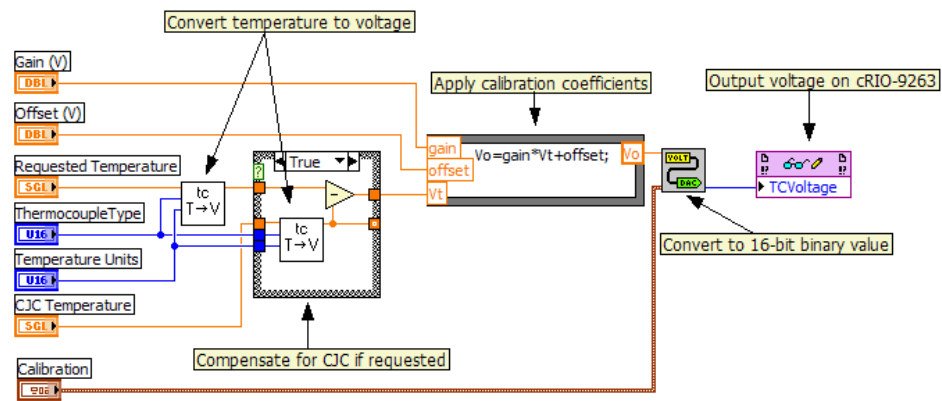 Convert temperature to voltage
Gain (V)
DBL
Offset (V)
DBL
Requested Temperature
SGL
ThermocoupleType
U16
Temperature Units
U16
CJC Temperature
SGL
Calibration
tc
T→V
?
True
tc
T→V
−
Compensate for CJC if requested
Apply calibration coefficients
gain
offset
Vt
Vo=gain*Vt+offset;
Vo
VOLT
DAC
Convert to 16-bit binary value
Output voltage on cRIO-9263
!?
!?
TCVoltage